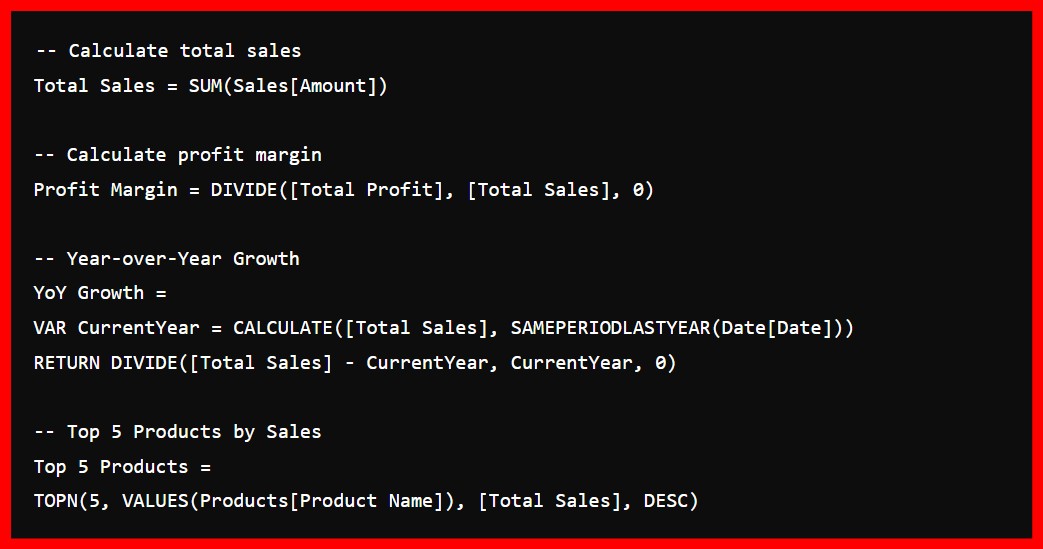 -- Calculate total sales
Total Sales = SUM(Sales[Amount])
-- Calculate profit margin
Profit Margin = DIVIDE([Total Profit], [Total Sales], 0)
-- Year-over-Year Growth
YoY Growth =
VAR CurrentYear = CALCULATE([Total Sales], SAMEPERIODLASTYEAR(Date[Date]))
RETURN DIVIDE([Total Sales] - CurrentYear, CurrentYear, 0)
-- Top 5 Products by Sales
Top 5 Products =
TOPN(5, VALUES(Products[Product Name]), [Total Sales], DESC)